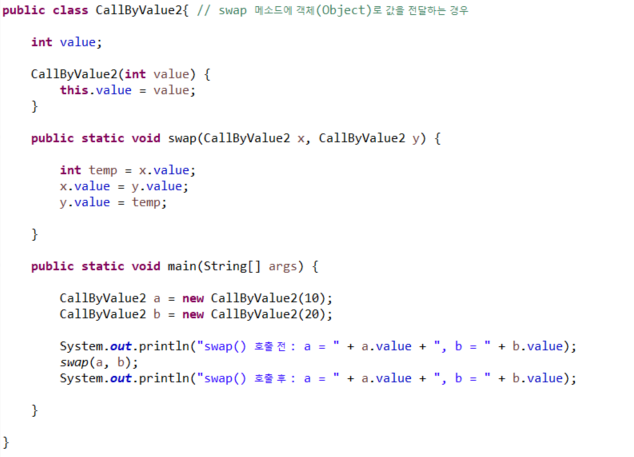 public class CallByValue2{ // swap 메소드에 객체(Object)로 값을 전달하는 경우
int value;
CallByValue2(int value) {
this.value = value;
}
public static void swap(CallByValue2 x, CallByValue2 y) {
int temp = x.value;
x.value = y.value;
y.value = temp;
}
public static void main(String[] args) {
CallByValue2 a = new CallByValue2(10);
CallByValue2 b = new CallByValue2(20);
System.out.println("swap() 호출 전 : a = " + a.value + ", b = " + b.value);
swap(a, b);
System.out.println("swap() 호출 후 : a = " + a.value + ", b = " + b.value);
}
}